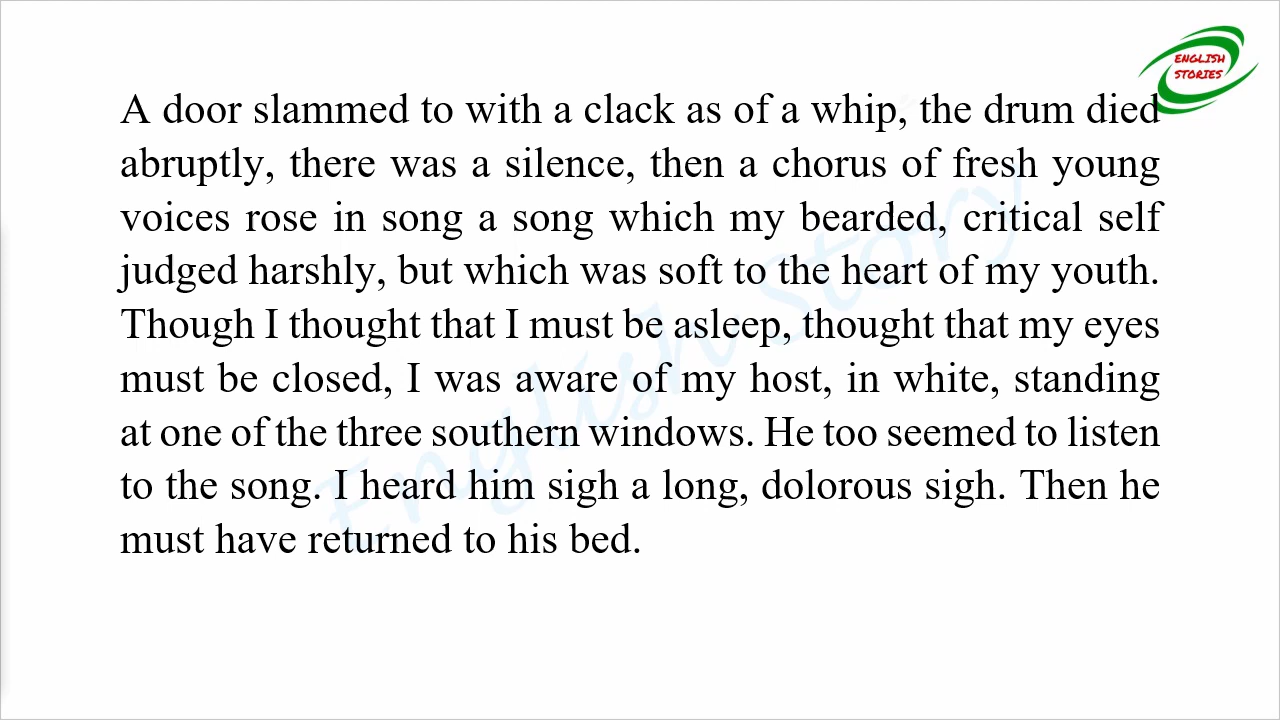 ENGLISH
STORIES
A door slammed to with a clack as of a whip, the drum died
abruptly, there was a silence, then a chorus of fresh young
voices rose in song a song which my bearded, critical self
judged harshly, but which was soft to the heart of my youth.
Though I thought that I must be asleep, thought that my eyes
must be closed, I was aware of my host, in white, standing
at one of the three southern windows. He too seemed to listen
to the song. I heard him sigh a long, dolorous sigh. Then he
must have returned to his bed.
English Story